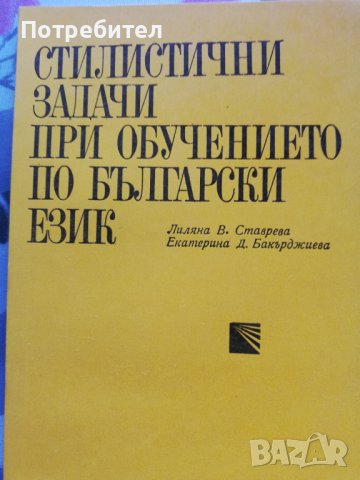 Потребител
СТИЛИСТИЧНИ
ЗАДАЧИ
ПРИ ОБУЧЕНИЕТО
ПО БЪЛГАРСКИ
ЕЗИК
Лиляна В. Ставрева
Екатерина Д. Бакърджиева
BAZAR